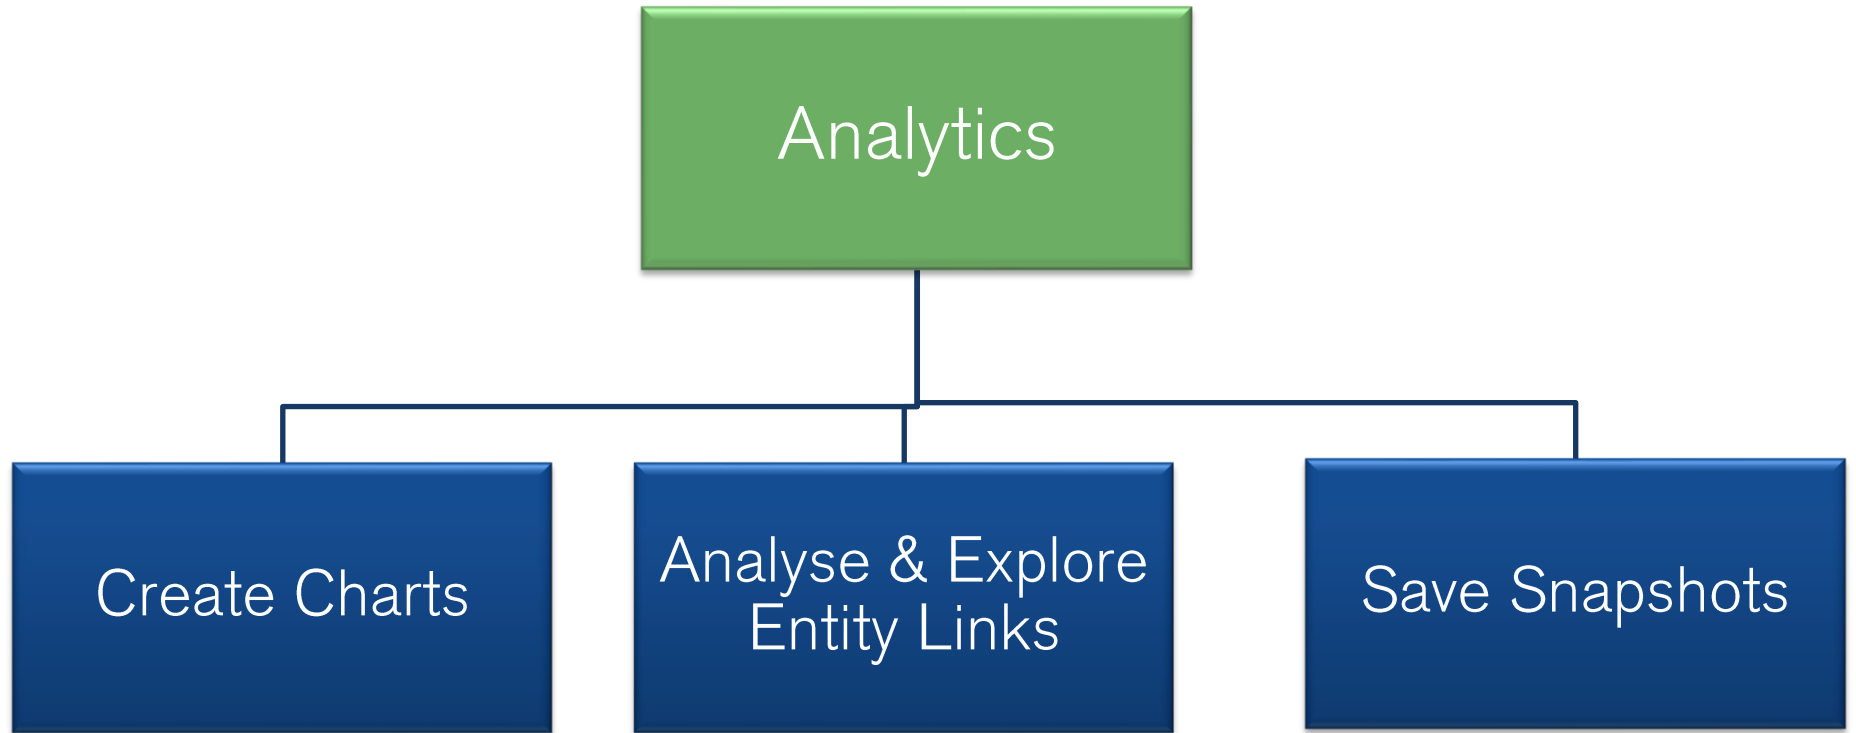 Analytics
Create Charts
Analyse & Explore
Entity Links
Save Snapshots